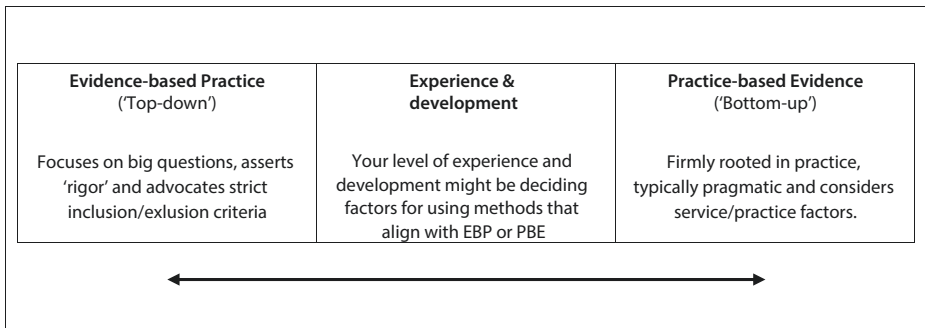 Evidence-based Practice
('Top-down')
Focuses on big questions, asserts
'rigor' and advocates strict
inclusion/exlusion criteria
Experience &
development
Your level of experience and
development might be deciding
factors for using methods that
align with EBP or PBE
Practice-based Evidence
('Bottom-up')
Firmly rooted in practice,
typically pragmatic and considers
service/practice factors.